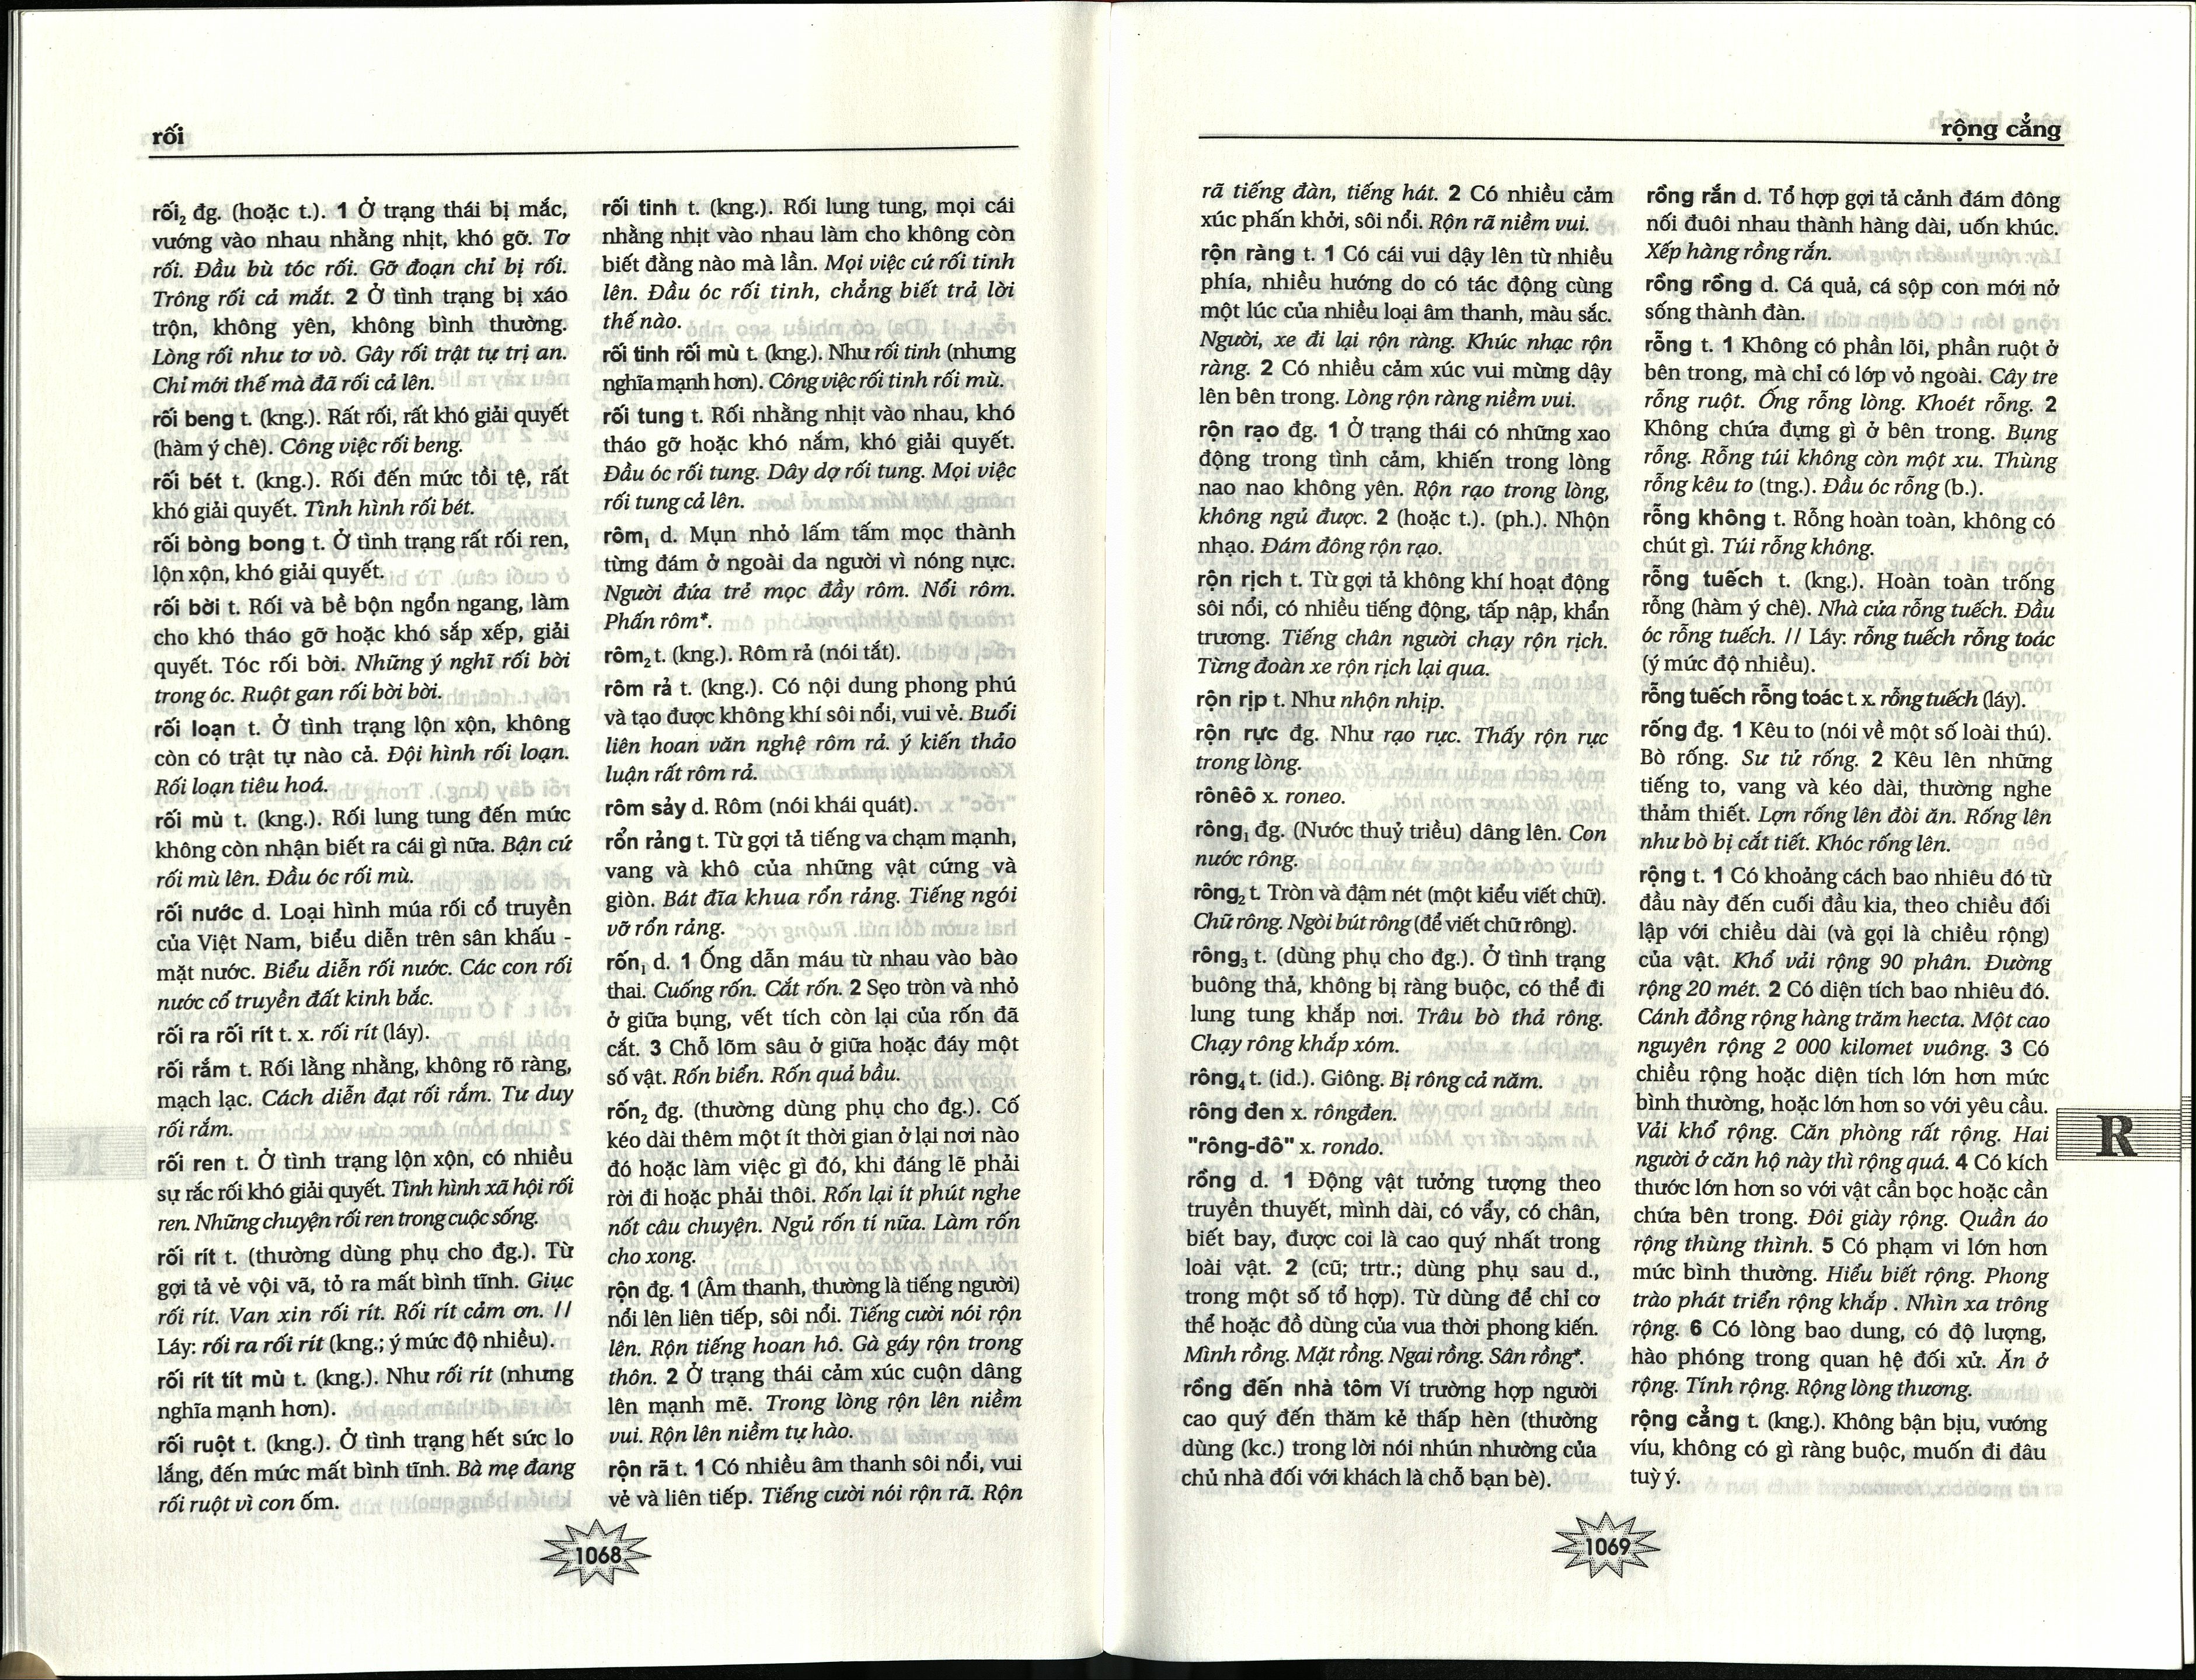 rối
rối₂ đg. (hoặc t.). 1 Ở trạng thái bị mắc,
vướng vào nhau nhằng nhịt, khó gỡ. Tơ
rối. Đầu bù tóc rối. Gỡ đoạn chỉ bị rối.
Trông rối cả mắt. 2 Ở tình trạng bị xáo
trộn, không yên, không bình thường.
Lòng rối như tơ vò. Gây rối trật tự trị an.
Chỉ mới thế mà đã rối cả lên.
rối beng t. (kng.). Rất rối, rất khó giải quyết
(hàm ý chê). Công việc rối beng.
rối bét t. (kng.). Rối đến mức tồi tệ, rất
khó giải quyết. Tình hình rối bét.
rối bòng bong t. Ở tình trạng rất rối ren,
lộn xộn, khó giải quyết.
rối bời t. Rối và bề bộn ngổn ngang, làm
cho khó tháo gỡ hoặc khó sắp xếp, giải
quyết. Tóc rối bời. Những ý nghĩ rối bời
trong óc. Ruột gan rối bời bời.
rối loạn t. Ở tình trạng lộn xộn, không
còn có trật tự nào cả. Đội hình rối loạn.
Rối loạn tiêu hoá.
rối mù t. (kng.). Rối lung tung đến mức
không còn nhận biết ra cái gì nữa. Bận cứ
rối mù lên. Đầu óc rối mù.
rối nước d. Loại hình múa rối cổ truyền
của Việt Nam, biểu diễn trên sân khấu -
mặt nước. Biểu diễn rối nước. Các con rối
nước cổ truyền đất kinh bắc.
rối ra rối rít t. x. rối rít (láy).
rối rắm t. Rối lằng nhằng, không rõ ràng,
mạch lạc. Cách diễn đạt rối rắm. Tư duy
rối rắm.
rối ren t. Ở tình trạng lộn xộn, có nhiều
sự rắc rối khó giải quyết. Tình hình xã hội rối
ren. Những chuyện rối ren trong cuộc sống.
rối rít t. (thường dùng phụ cho đg.). Từ
gợi tả vẻ vội vã, tỏ ra mất bình tĩnh. Giục
rối rít. Van xin rối rít. Rối rít cảm ơn. //
Láy: rối ra rối rít (kng.; ý mức độ nhiều).
rối rít tít mù t. (kng.). Như rối rít (nhưng
nghĩa mạnh hơn).
rối ruột t. (kng.). Ở tình trạng hết sức lo
lắng, đến mức mất bình tĩnh. Bà mẹ đang
rối ruột vì con ốm.
rối tinh t. (kng.). Rối lung tung, mọi cái
nhằng nhịt vào nhau làm cho không còn
biết đằng nào mà lần. Mọi việc cứ rối tinh
lên. Đầu óc rối tinh, chẳng biết trả lời
thế nào.
rối tinh rối mù t. (kng.). Như rối tinh (nhưng
nghĩa mạnh hơn). Công việc rối tinh rối mù.
rối tung t. Rối nhằng nhịt vào nhau, khó
tháo gỡ hoặc khó nắm, khó giải quyết.
Đầu óc rối tung. Dây dợ rối tung. Mọi việc
rối tung cả lên.
rôm₁ d. Mụn nhỏ lấm tấm mọc thành
từng đám ở ngoài da người vì nóng nực.
Người đứa trẻ mọc đầy rôm. Nổi rôm.
Phấn rôm*.
rôm₂ t. (kng.). Rôm rả (nói tắt).
rôm rả t. (kng.). Có nội dung phong phú
và tạo được không khí sôi nổi, vui vẻ. Buổi
liên hoan văn nghệ rôm rả. ý kiến thảo
luận rất rôm rả.
rôm sảy d. Rôm (nói khái quát).
rổn rảng t. Từ gợi tả tiếng va chạm mạnh,
vang và khô của những vật cứng và
giòn. Bát đĩa khua rổn rảng. Tiếng ngói
vỡ rổn rảng.
rốn₁ d. 1 Ống dẫn máu từ nhau vào bào
thai. Cuống rốn. Cắt rốn. 2 Sẹo tròn và nhỏ
ở giữa bụng, vết tích còn lại của rốn đã
cắt. 3 Chỗ lõm sâu ở giữa hoặc đáy một
số vật. Rốn biển. Rốn quả bầu.
rốn₂ đg. (thường dùng phụ cho đg.). Cố
kéo dài thêm một ít thời gian ở lại nơi nào
đó hoặc làm việc gì đó, khi đáng lẽ phải
rời đi hoặc phải thôi. Rốn lại ít phút nghe
nốt câu chuyện. Ngủ rốn tí nữa. Làm rốn
cho xong.
rộn đg. 1 (Âm thanh, thường là tiếng người)
nổi lên liên tiếp, sôi nổi. Tiếng cười nói rộn
lên. Rộn tiếng hoan hô. Gà gáy rộn trong
thôn. 2 Ở trạng thái cảm xúc cuộn dâng
lên mạnh mẽ. Trong lòng rộn lên niềm
vui. Rộn lên niềm tự hào.
rộn rã t. 1 Có nhiều âm thanh sôi nổi, vui
vẻ và liên tiếp. Tiếng cười nói rộn rã. Rộn
1068
rộng cẳng
rã tiếng đàn, tiếng hát. 2 Có nhiều cảm
xúc phấn khởi, sôi nổi. Rộn rã niềm vui.
rộn ràng t. 1 Có cái vui dậy lên từ nhiều
phía, nhiều hướng do có tác động cùng
một lúc của nhiều loại âm thanh, màu sắc.
Người, xe đi lại rộn ràng. Khúc nhạc rộn
ràng. 2 Có nhiều cảm xúc vui mừng dậy
lên bên trong. Lòng rộn ràng niềm vui.
rộn rạo đg. 1 Ở trạng thái có những xao
động trong tình cảm, khiến trong lòng
nao nao không yên. Rộn rạo trong lòng,
không ngủ được. 2 (hoặc t.). (ph.). Nhộn
nhạo. Đám đông rộn rạo.
rộn rịch t. Từ gợi tả không khí hoạt động
sôi nổi, có nhiều tiếng động, tấp nập, khẩn
trương. Tiếng chân người chạy rộn rịch.
Từng đoàn xe rộn rịch lại qua.
rộn rịp t. Như nhộn nhịp.
rộn rực đg. Như rạo rực. Thấy rộn rực
trong lòng.
rônêô x. roneo.
rông₁ đg. (Nước thuỷ triều) dâng lên. Con
nước rông.
rông₂ t. Tròn và đậm nét (một kiểu viết chữ).
Chữ rông. Ngòi bút rông (để viết chữ rông).
rông₃ t. (dùng phụ cho đg.). Ở tình trạng
buông thả, không bị ràng buộc, có thể đi
lung tung khắp nơi. Trâu bò thả rông.
Chạy rông khắp xóm.
rông₄ t. (id.). Giông. Bị rông cả năm.
rông đen x. rôngđen.
"rông-đô" x. rondo.
rồng d. 1 Động vật tưởng tượng theo
truyền thuyết, mình dài, có vẩy, có chân,
biết bay, được coi là cao quý nhất trong
loài vật. 2 (cũ; trtr.; dùng phụ sau d.,
trong một số tổ hợp). Từ dùng để chỉ cơ
thể hoặc đồ dùng của vua thời phong kiến.
Mình rồng. Mặt rồng. Ngai rồng. Sân rồng*.
rồng đến nhà tôm Ví trường hợp người
cao quý đến thăm kẻ thấp hèn (thường
dùng (kc.) trong lời nói nhún nhường của
chủ nhà đối với khách là chỗ bạn bè).
rồng rắn d. Tổ hợp gợi tả cảnh đám đông
nối đuôi nhau thành hàng dài, uốn khúc.
Xếp hàng rồng rắn.
rồng rồng d. Cá quả, cá sộp con mới nở
sống thành đàn.
rỗng t. 1 Không có phần lõi, phần ruột ở
bên trong, mà chỉ có lớp vỏ ngoài. Cây tre
rỗng ruột. Ống rỗng lòng. Khoét rỗng. 2
Không chứa đựng gì ở bên trong. Bụng
rỗng. Rỗng túi không còn một xu. Thùng
rỗng kêu to (tng.). Đầu óc rỗng (b.).
rỗng không t. Rỗng hoàn toàn, không có
chút gì. Túi rỗng không.
rỗng tuếch t. (kng.). Hoàn toàn trống
rỗng (hàm ý chê). Nhà cửa rỗng tuếch. Đầu
óc rỗng tuếch. // Láy: rỗng tuếch rỗng toác
(ý mức độ nhiều).
rỗng tuếch rỗng toác t. x. rỗng tuếch (láy).
rống đg. 1 Kêu to (nói về một số loài thú).
Bò rống. Sư tử rống. 2 Kêu lên những
tiếng to, vang và kéo dài, thường nghe
thảm thiết. Lợn rống lên đòi ăn. Rống lên
như bò bị cắt tiết. Khóc rống lên.
rộng t. 1 Có khoảng cách bao nhiêu đó từ
đầu này đến cuối đầu kia, theo chiều đối
lập với chiều dài (và gọi là chiều rộng)
của vật. Khổ vải rộng 90 phân. Đường
rộng 20 mét. 2 Có diện tích bao nhiêu đó.
Cánh đồng rộng hàng trăm hecta. Một cao
nguyên rộng 2 000 kilomet vuông. 3 Có
chiều rộng hoặc diện tích lớn hơn mức
bình thường, hoặc lớn hơn so với yêu cầu.
Vải khổ rộng. Căn phòng rất rộng. Hai
người ở căn hộ này thì rộng quá. 4 Có kích
thước lớn hơn so với vật cần bọc hoặc cần
chứa bên trong. Đôi giày rộng. Quần áo
rộng thùng thình. 5 Có phạm vi lớn hơn
mức bình thường. Hiểu biết rộng. Phong
trào phát triển rộng khắp . Nhìn xa trông
rộng. 6 Có lòng bao dung, có độ lượng,
hào phóng trong quan hệ đối xử. Ăn ở
rộng. Tính rộng. Rộng lòng thương.
rộng cẳng t. (kng.). Không bận bịu, vướng
víu, không có gì ràng buộc, muốn đi đâu
tuỳ ý.
R
1069